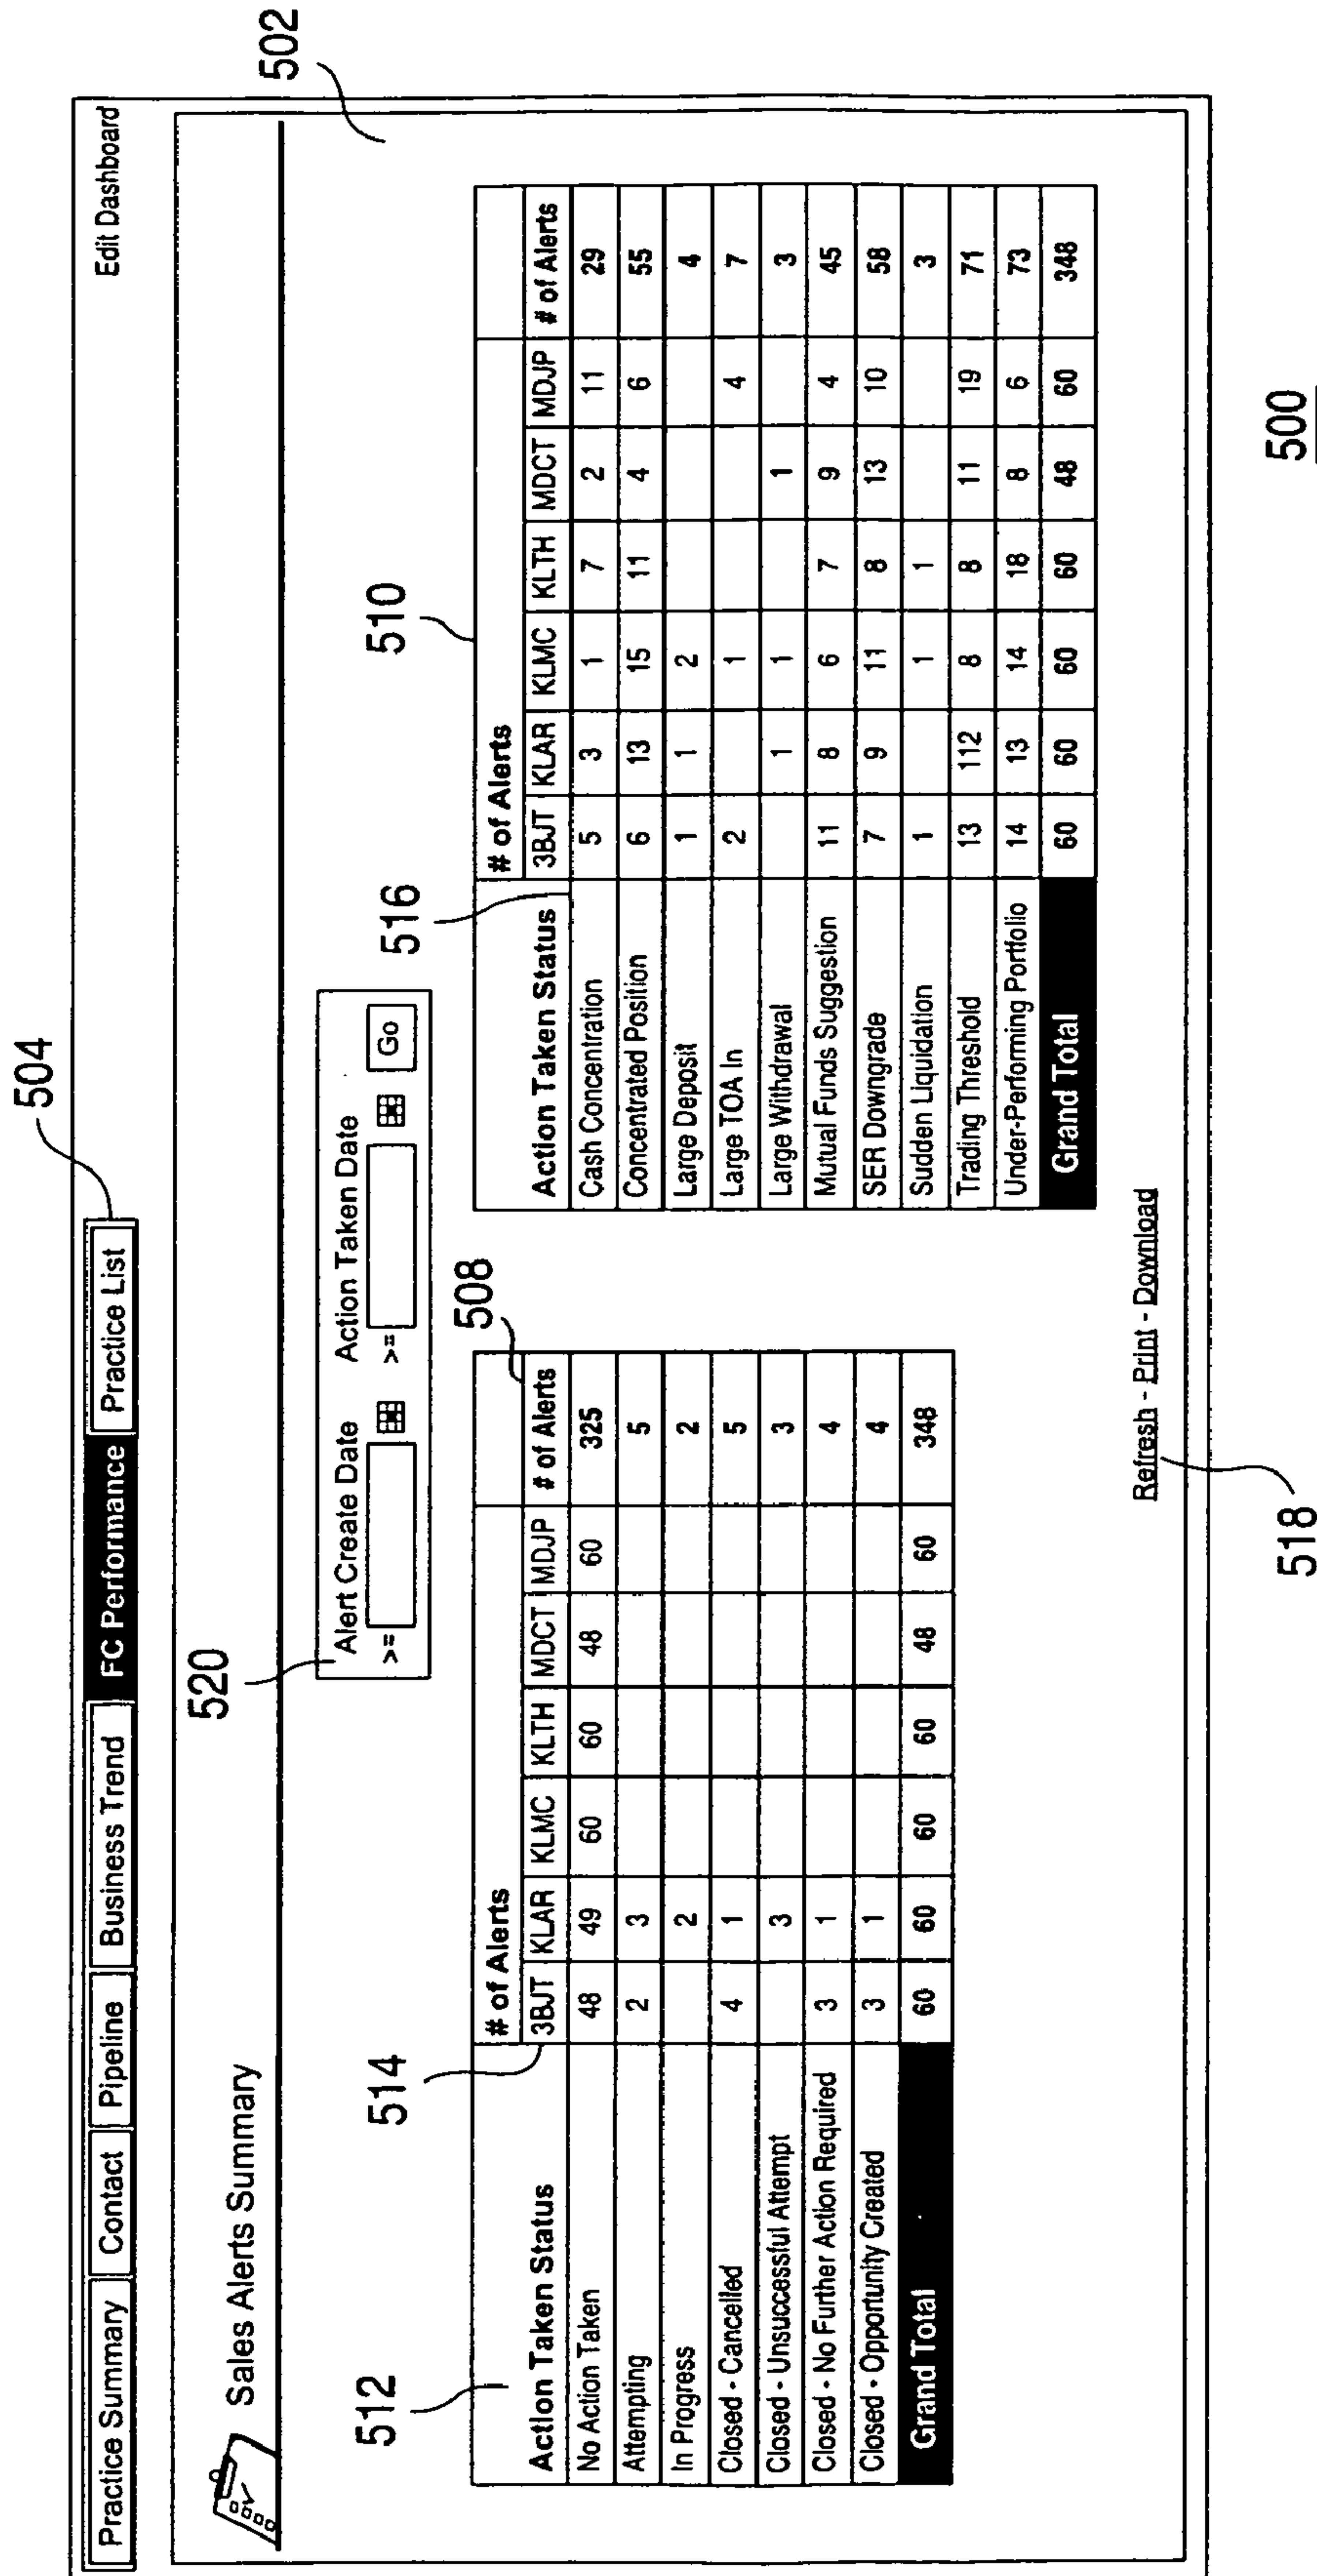 504
502
Practice Summary Contact Pipeline Business Trend FC Performance Practice List Edit Dashboard
Sales Alerts Summary
520
Alert Create Date Action Taken Date
>= >= Go
512 514 508 516 510
# of Alerts
Action Taken Status 3BJT KLAR KLMC KLTH MDCT MDJP # of Alerts
No Action Taken 48 49 60 60 48 60 325
Attempting 2 3 5
In Progress 2 2
Closed - Cancelled 4 1 5
Closed - Unsuccessful Attempt 3 3
Closed - No Further Action Required 3 1 4
Closed - Opportunity Created 3 1 4
Grand Total 60 60 60 60 48 60 348
# of Alerts
Action Taken Status 3BJT KLAR KLMC KLTH MDCT MDJP # of Alerts
Cash Concentration 5 3 1 7 2 11 29
Concentrated Position 6 13 15 11 4 6 55
Large Deposit 1 1 2 4
Large TOA In 2 1 4 7
Large Withdrawal 1 1 1 3
Mutual Funds Suggestion 11 8 6 7 9 4 45
SER Downgrade 7 9 11 8 13 10 58
Sudden Liquidation 1 1 1 3
Trading Threshold 13 112 8 8 11 19 71
Under-Performing Portfolio 14 13 14 18 8 6 73
Grand Total 60 60 60 60 48 60 348
Refresh - Print - Download
518
500